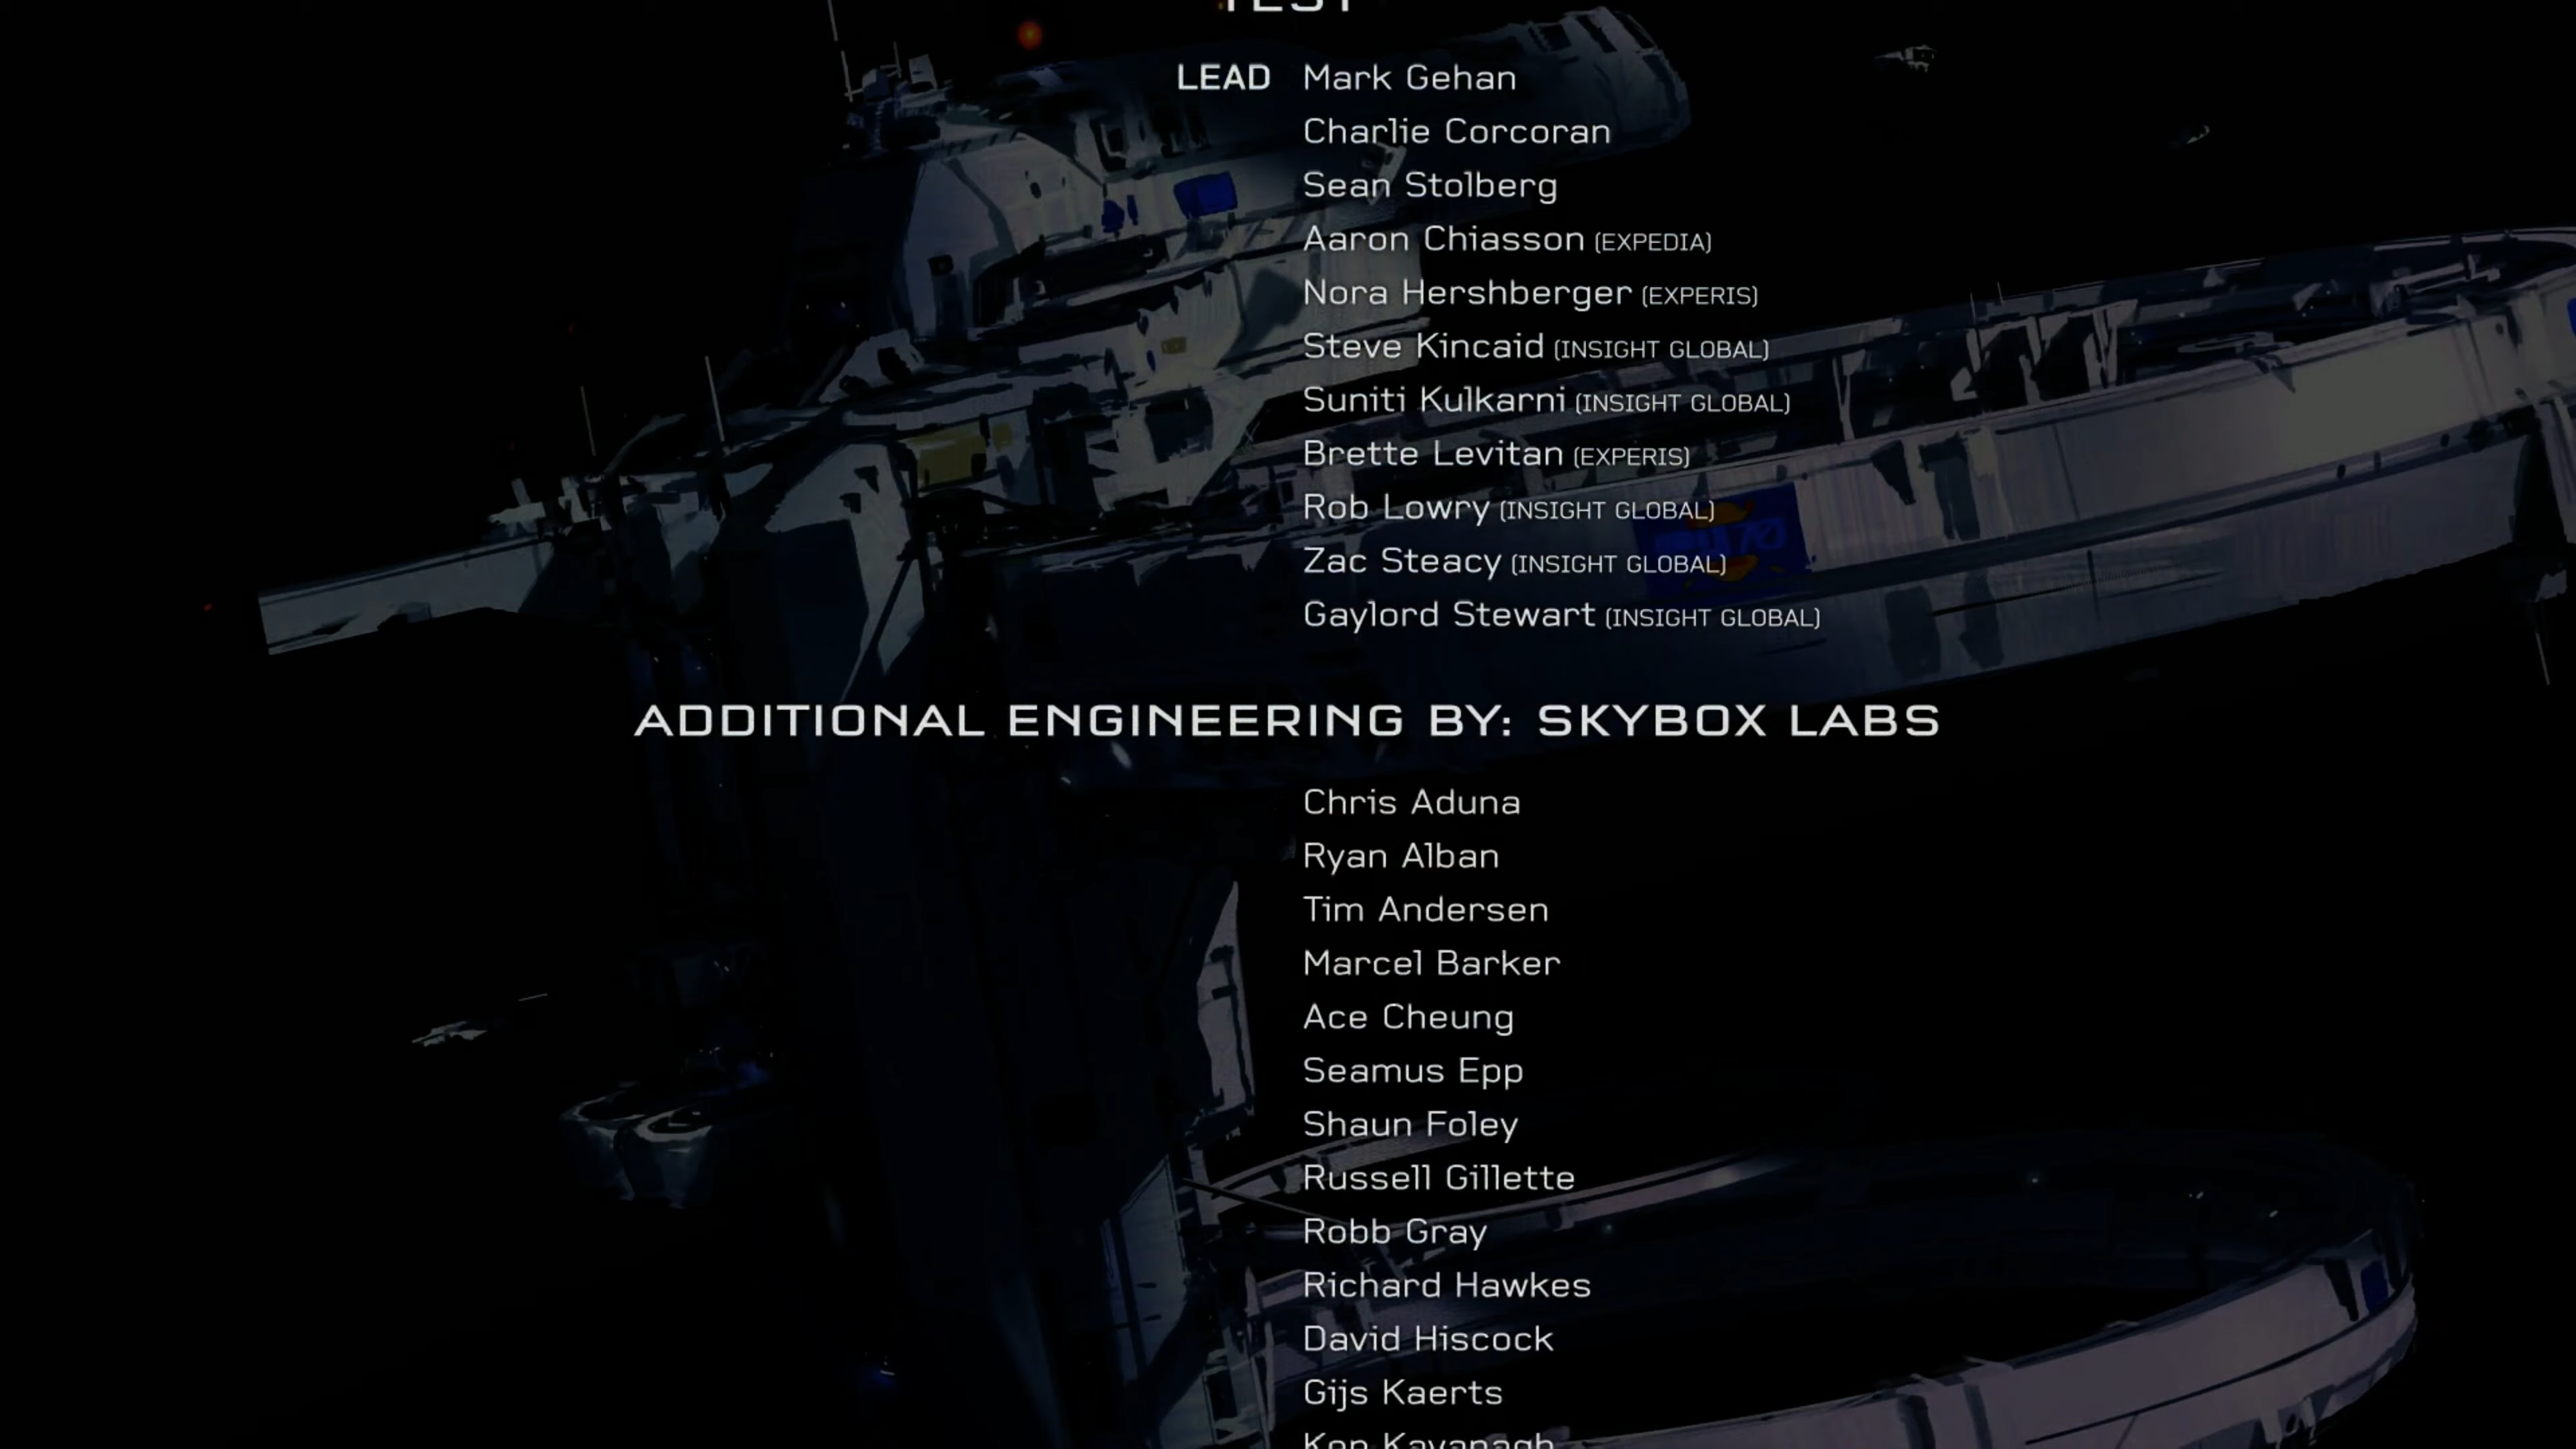 TEST
LEAD Mark Gehan
Charlie Corcoran
Sean Stolberg
Aaron Chiasson (EXPEDIA)
Nora Hershberger (EXPERIS)
Steve Kincaid (INSIGHT GLOBAL)
Suniti Kulkarni (INSIGHT GLOBAL)
Brette Levitan (EXPERIS)
Rob Lowry (INSIGHT GLOBAL)
Zac Steacy (INSIGHT GLOBAL)
Gaylord Stewart (INSIGHT GLOBAL)
ADDITIONAL ENGINEERING BY: SKYBOX LABS
Chris Aduna
Ryan Alban
Tim Andersen
Marcel Barker
Ace Cheung
Seamus Epp
Shaun Foley
Russell Gillette
Robb Gray
Richard Hawkes
David Hiscock
Gijs Kaerts
Kavanagh